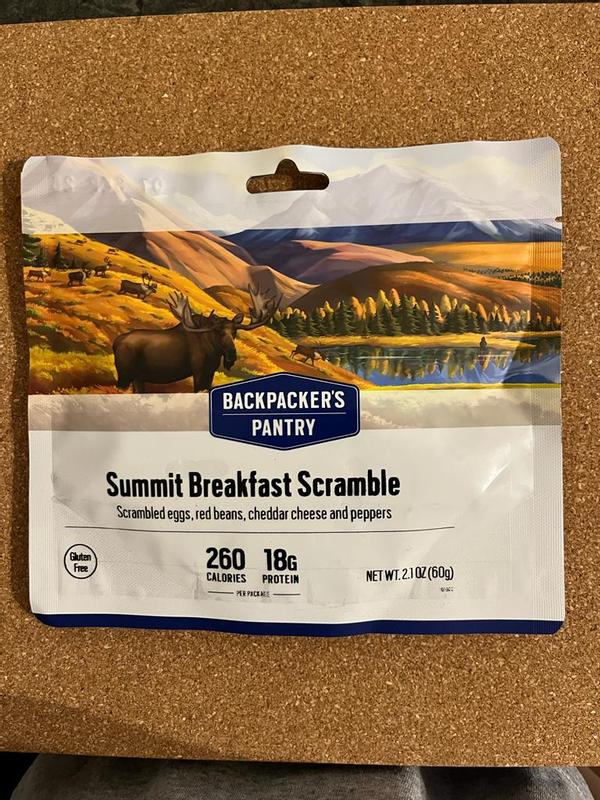 BACKPACKER'S
PANTRY
Summit Breakfast Scramble
Scrambled eggs, red beans, cheddar cheese and peppers
Gluten
Free
260 18G
CALORIES PROTEIN
PER PACKAGE
NET WT. 2.1 OZ (60g)